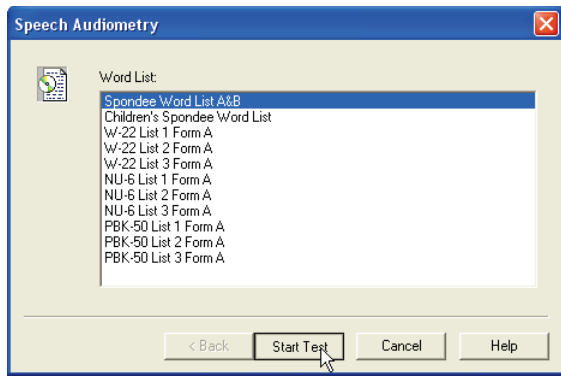 Speech Audiometry
Word List:
Spondee Word List A&B
Children's Spondee Word List
W-22 List 1 Form A
W-22 List 2 Form A
W-22 List 3 Form A
NU-6 List 1 Form A
NU-6 List 2 Form A
NU-6 List 3 Form A
PBK-50 List 1 Form A
PBK-50 List 2 Form A
PBK-50 List 3 Form A
< Back Start Test Cancel Help